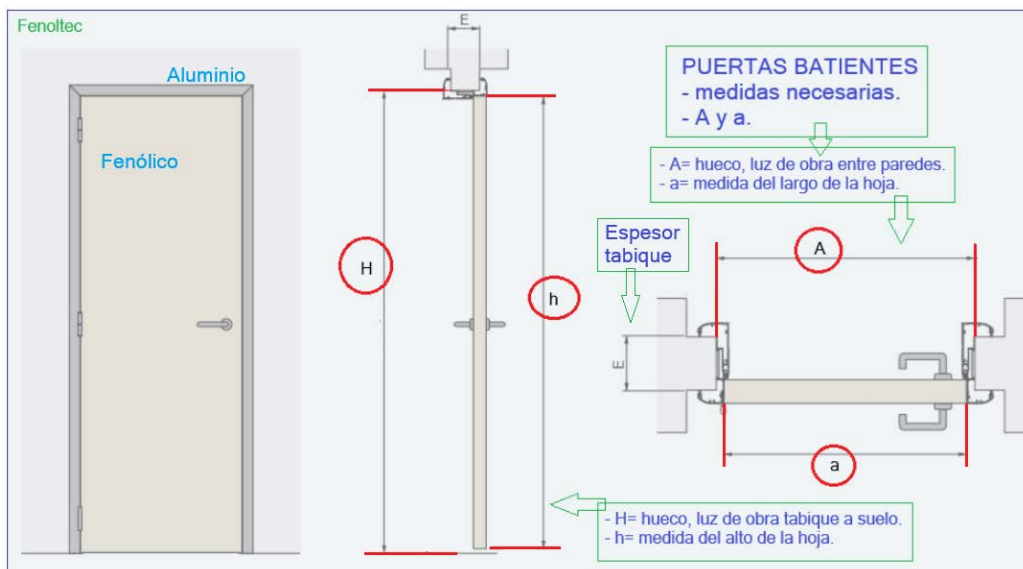 Fenoltec
Aluminio
Fenólico
E
H
h
PUERTAS BATIENTES
- medidas necesarias.
- A y a.
- A= hueco, luz de obra entre paredes.
- a= medida del largo de la hoja.
Espesor
tabique
A
E
a
- H= hueco, luz de obra tabique a suelo.
- h= medida del alto de la hoja.